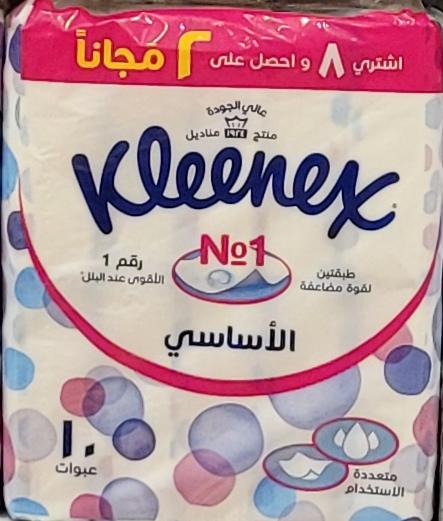 اشتري ٨ و احصل على ٢ مجاناً
عالي الجودة
منتج ١٩٢٤ مناديل
Kleenex
№1
رقم 1
الأقوى عند البلل
طبقتين
لقوة مضاعفة
الأساسي
١٠
عبوات
متعددة
الاستخدام